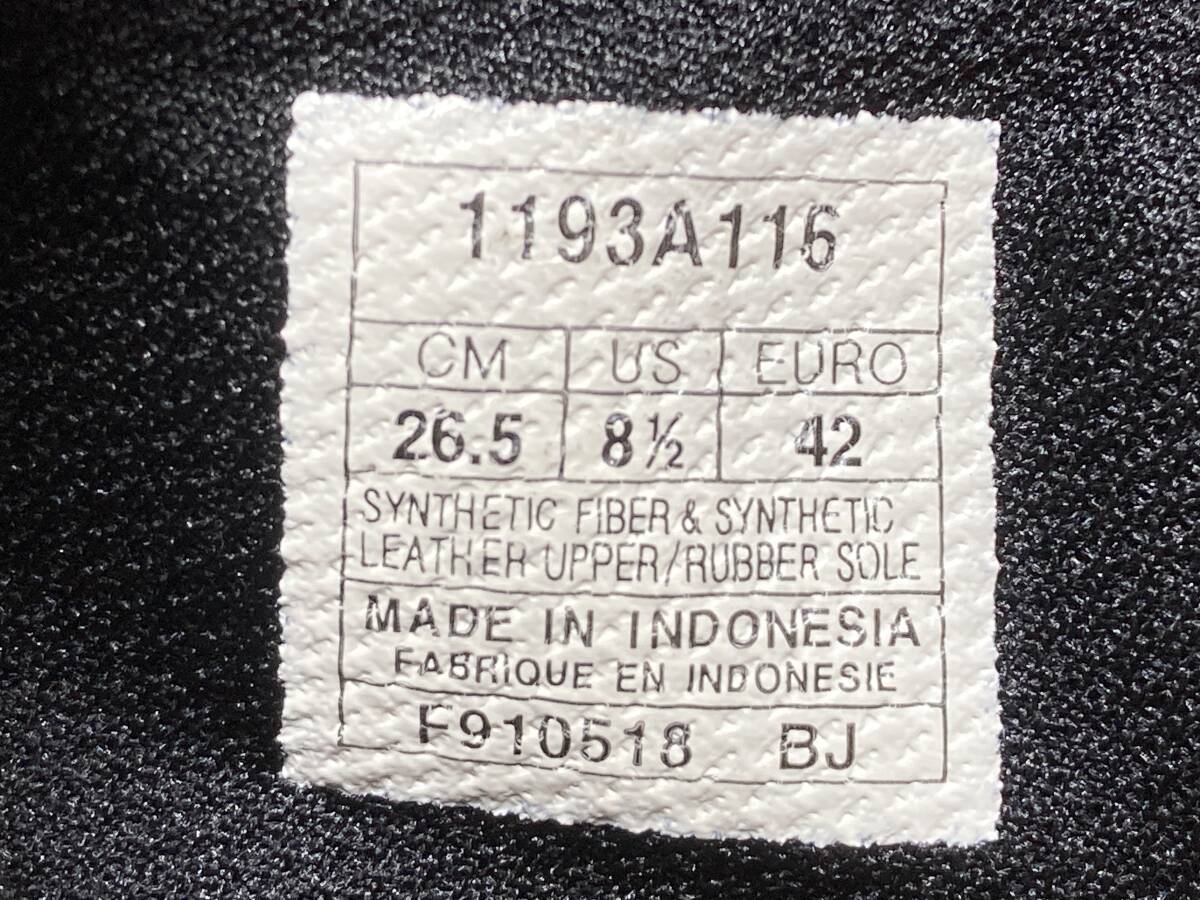 1193A116
CM US EURO
26.5 8½ 42
SYNTHETIC FIBER & SYNTHETIC
LEATHER UPPER/RUBBER SOLE
MADE IN INDONESIA
FABRIQUE EN INDONESIE
F910518 BJ